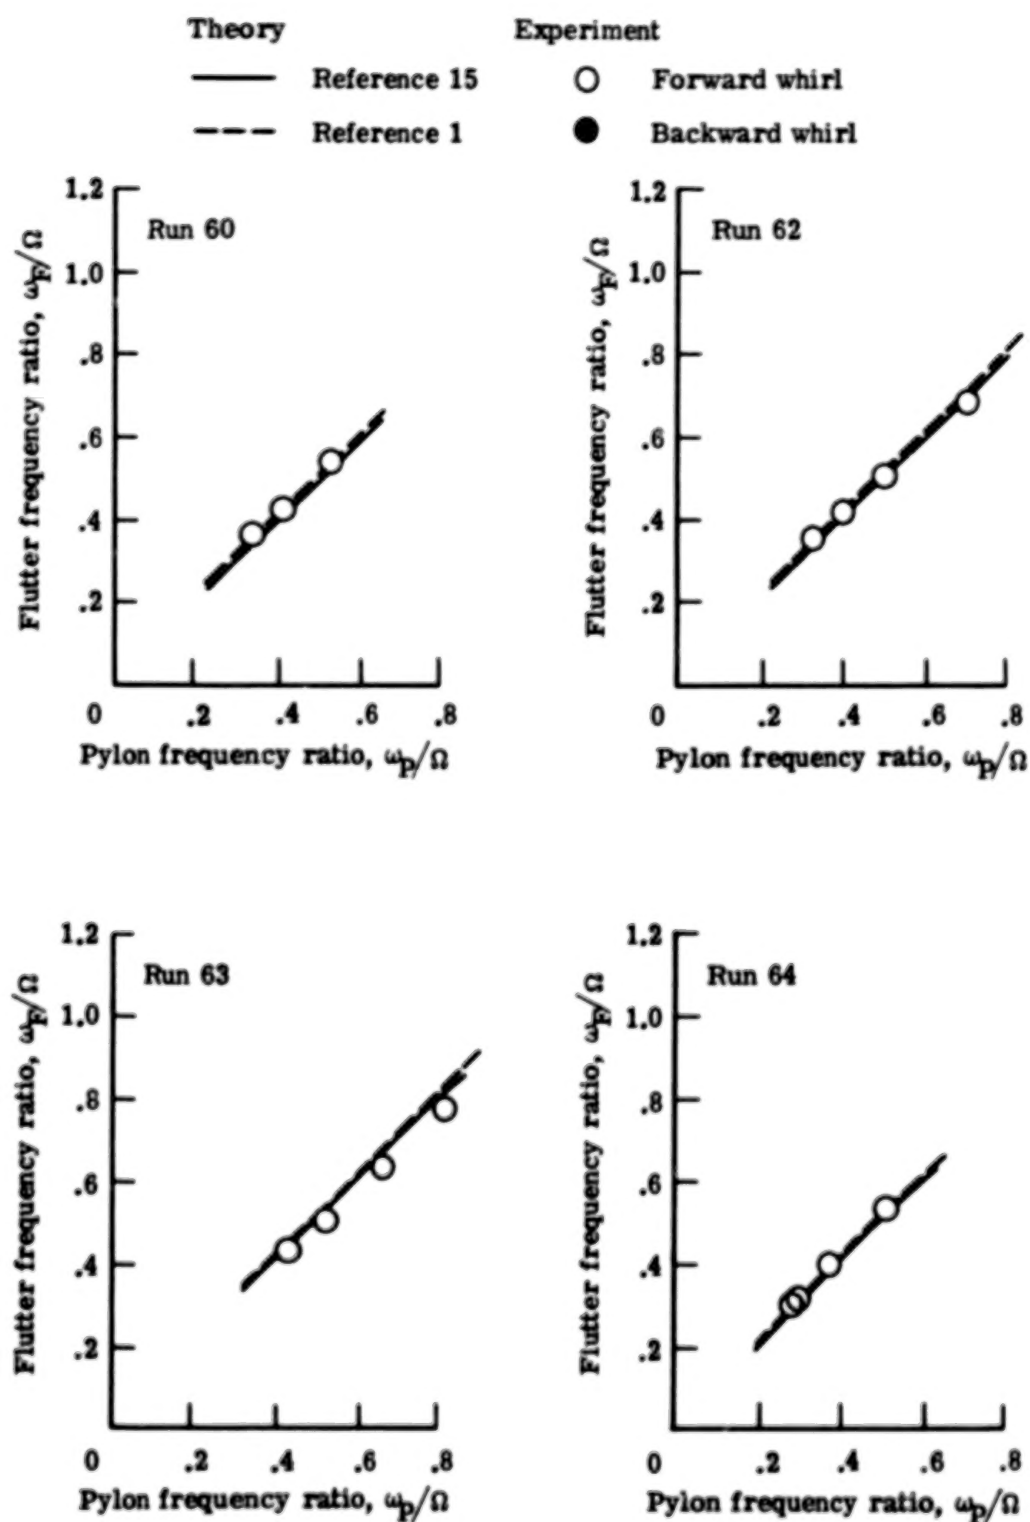 Theory Experiment
Reference 15 Forward whirl
Reference 1 Backward whirl
Run 60
Flutter frequency ratio, ωF/Ω
1.2
1.0
.8
.6
.4
.2
0 .2 .4 .6 .8
Pylon frequency ratio, ωP/Ω
Run 62
Flutter frequency ratio, ωF/Ω
1.2
1.0
.8
.6
.4
.2
0 .2 .4 .6 .8
Pylon frequency ratio, ωP/Ω
Run 63
Flutter frequency ratio, ωF/Ω
1.2
1.0
.8
.6
.4
.2
0 .2 .4 .6 .8
Pylon frequency ratio, ωP/Ω
Run 64
Flutter frequency ratio, ωF/Ω
1.2
1.0
.8
.6
.4
.2
0 .2 .4 .6 .8
Pylon frequency ratio, ωP/Ω